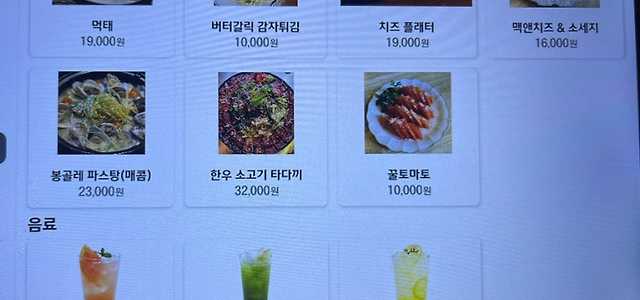 먹태
19,000원
버터갈릭 감자튀김
10,000원
치즈 플래터
19,000원
맥앤치즈 & 소세지
16,000원
봉골레 파스탕(매콤)
23,000원
한우 소고기 타다끼
32,000원
꿀토마토
10,000원
음료